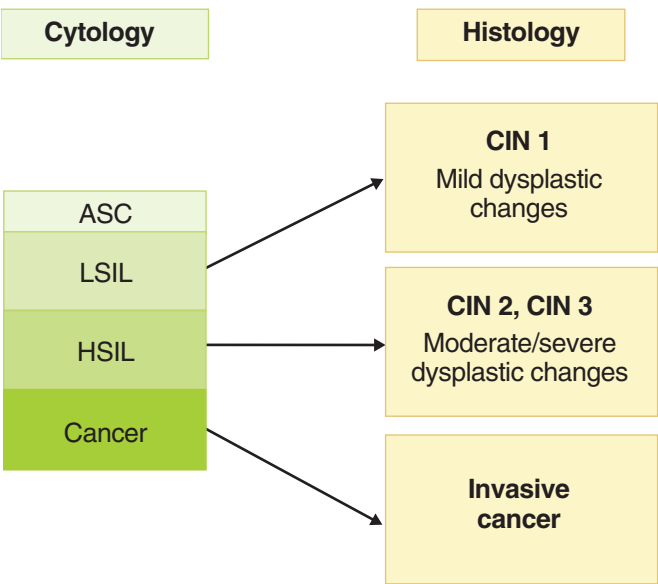 Cytology
Histology
ASC
LSIL
HSIL
Cancer
CIN 1
Mild dysplastic
changes
CIN 2, CIN 3
Moderate/severe
dysplastic changes
Invasive
cancer